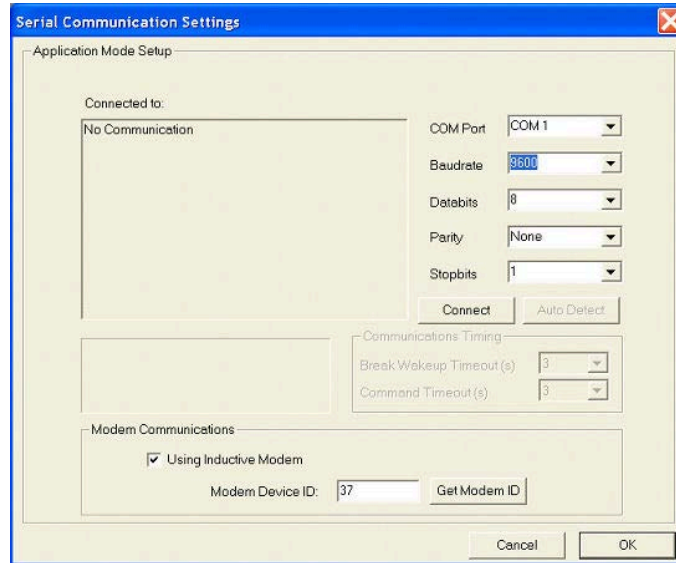 Serial Communication Settings
Application Mode Setup
Connected to:
No Communication
COM Port COM 1
Baudrate 9600
Databits 8
Parity None
Stopbits 1
Connect Auto Detect
Communications Timing
Break Wakeup Timeout (s) 3
Command Timeout (s) 3
Modem Communications
Using Inductive Modem
Modem Device ID: 37 Get Modem ID
Cancel OK